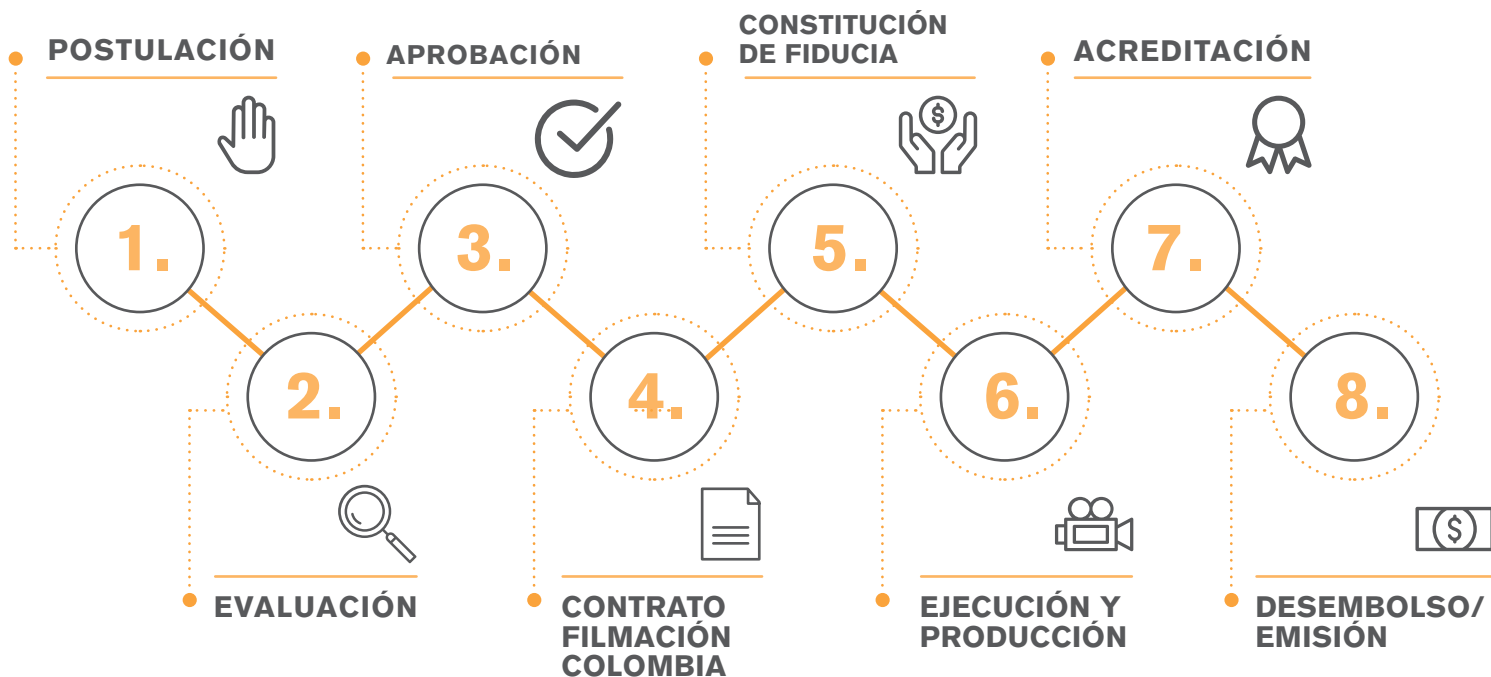 POSTULACIÓN
1.
2.
EVALUACIÓN
APROBACIÓN
3.
4.
CONTRATO
FILMACIÓN
COLOMBIA
CONSTITUCIÓN
DE FIDUCIA
$
5.
6.
EJECUCIÓN Y
PRODUCCIÓN
ACREDITACIÓN
7.
8.
$
DESEMBOLSO/
EMISIÓN